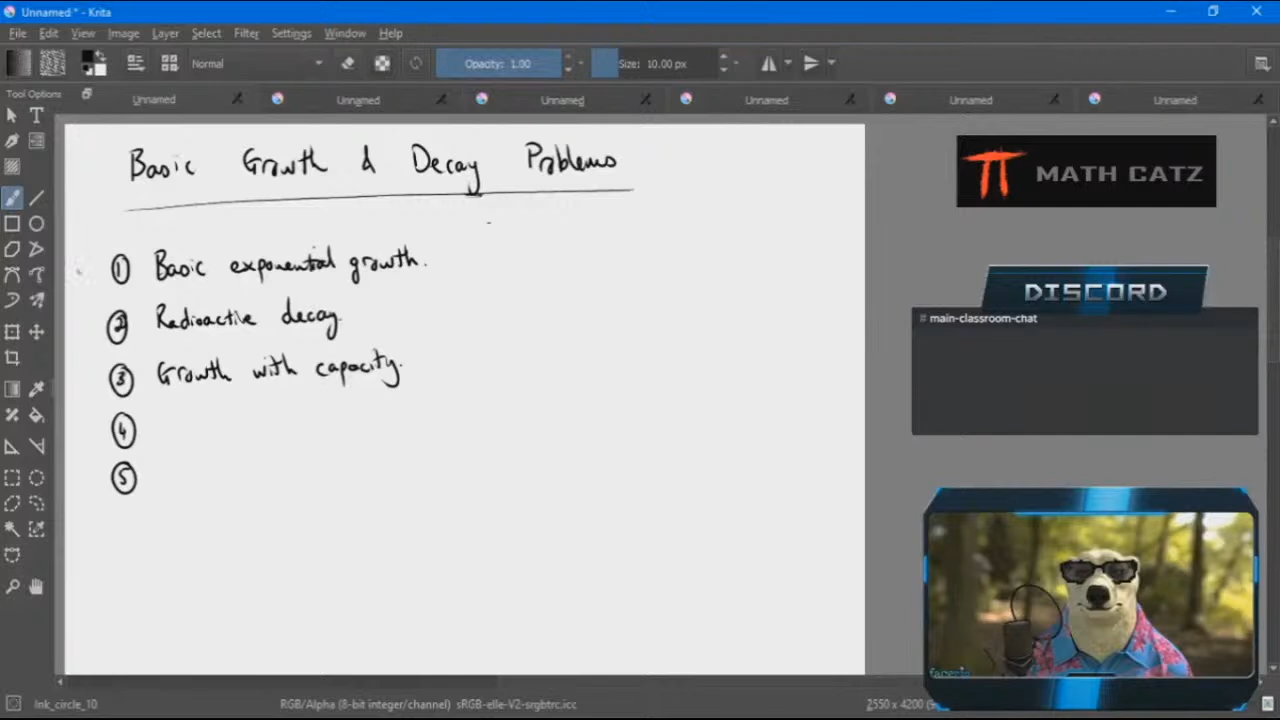 Unnamed * - Krita
File Edit View Image Layer Select Filter Settings Window Help
Normal Opacity: 1.00 Size: 10.00 px
Tool Options Unnamed Unnamed Unnamed Unnamed Unnamed Unnamed
Basic Growth & Decay Problems
① Basic exponential growth.
② Radioactive decay.
③ Growth with capacity.
④
⑤
π MATH CATZ
DISCORD
# main-classroom-chat
facerig
Ink_circle_10 RGB/Alpha (8-bit integer/channel) sRGB-elle-V2-srgbtrc.icc 2550 x 4200